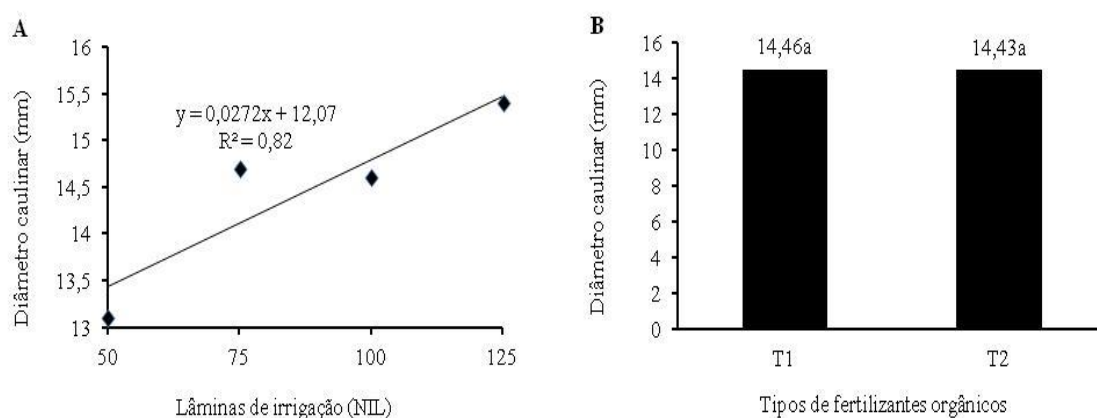 A
Diâmetro caulinar (mm)
16
15,5
15
14,5
14
13,5
13
y = 0,0272x + 12,07
R² = 0,82
50
75
100
125
Lâminas de irrigação (NIL)
B
Diâmetro caulinar (mm)
16
14
12
10
8
6
4
2
0
14,46a
14,43a
T1
T2
Tipos de fertilizantes orgânicos